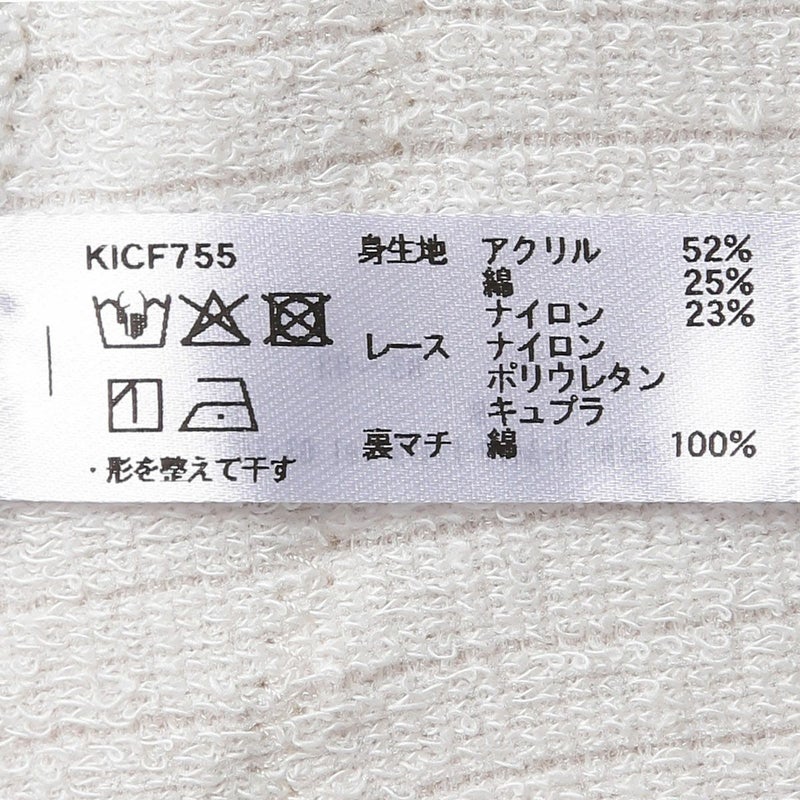 KICF755
身生地 アクリル 52%
綿 25%
ナイロン 23%
レース ナイロン
ポリウレタン
キュプラ
裏マチ 綿 100%
・形を整えて干す